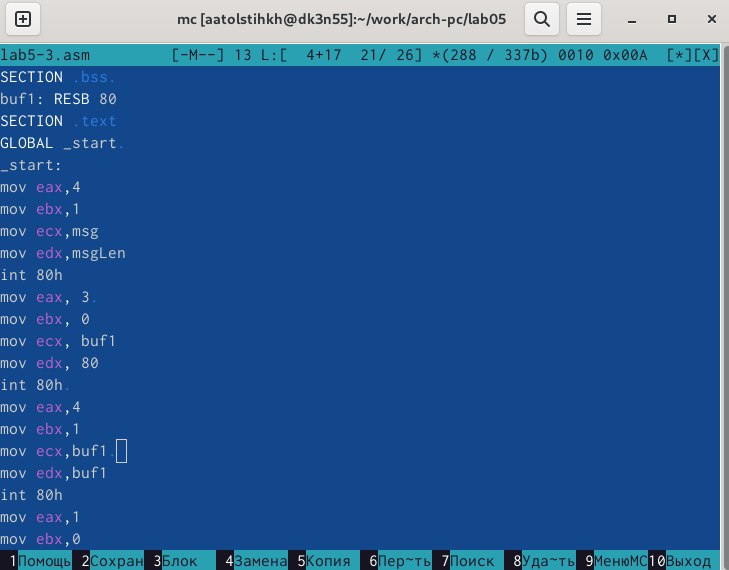 mc [aatolstihkh@dk3n55]:~/work/arch-pc/lab05
lab5-3.asm [-M--] 13 L:[ 4+17 21/ 26] *(288 / 337b) 0010 0x00A [*][X]
SECTION .bss.
buf1: RESB 80
SECTION .text
GLOBAL _start.
_start:
mov eax,4
mov ebx,1
mov ecx,msg
mov edx,msgLen
int 80h
mov eax, 3.
mov ebx, 0
mov ecx, buf1
mov edx, 80
int 80h.
mov eax,4
mov ebx,1
mov ecx,buf1.
mov edx,buf1
int 80h
mov eax,1
mov ebx,0
1Помощь 2Сохран 3Блок 4Замена 5Копия 6Пер~ть 7Поиск 8Уда~ть 9МенюMC 10Выход